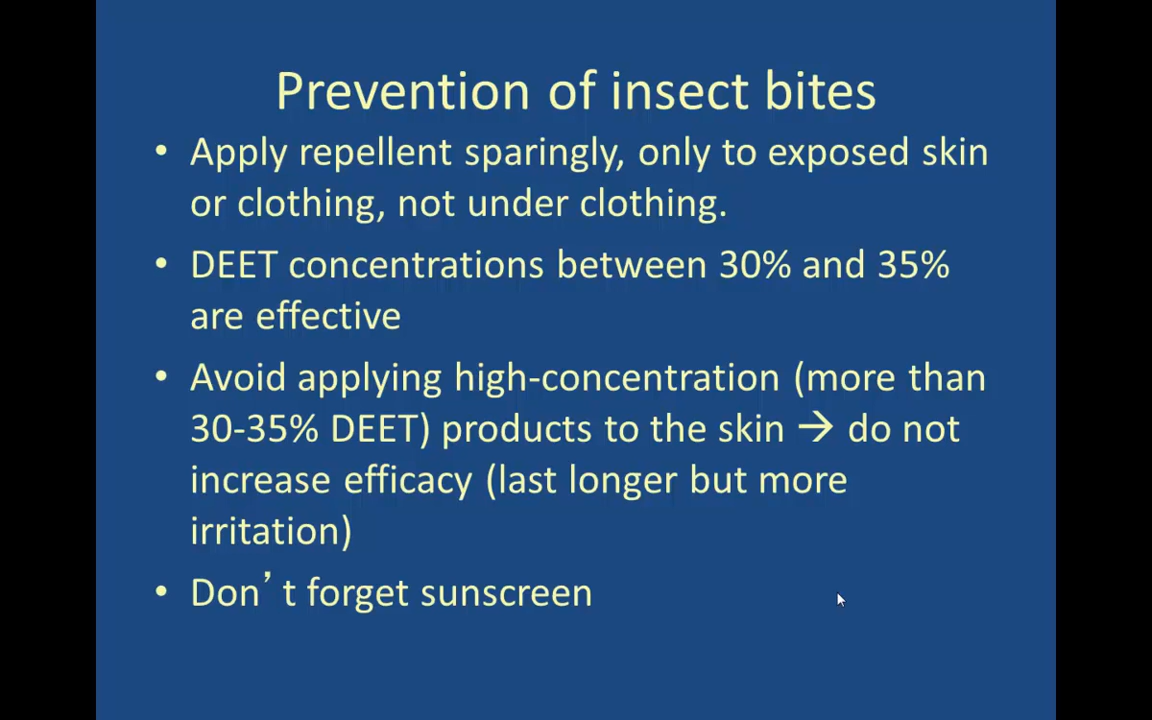 Prevention of insect bites
• Apply repellent sparingly, only to exposed skin
or clothing, not under clothing.
• DEET concentrations between 30% and 35%
are effective
• Avoid applying high-concentration (more than
30-35% DEET) products to the skin → do not
increase efficacy (last longer but more
irritation)
• Don’t forget sunscreen